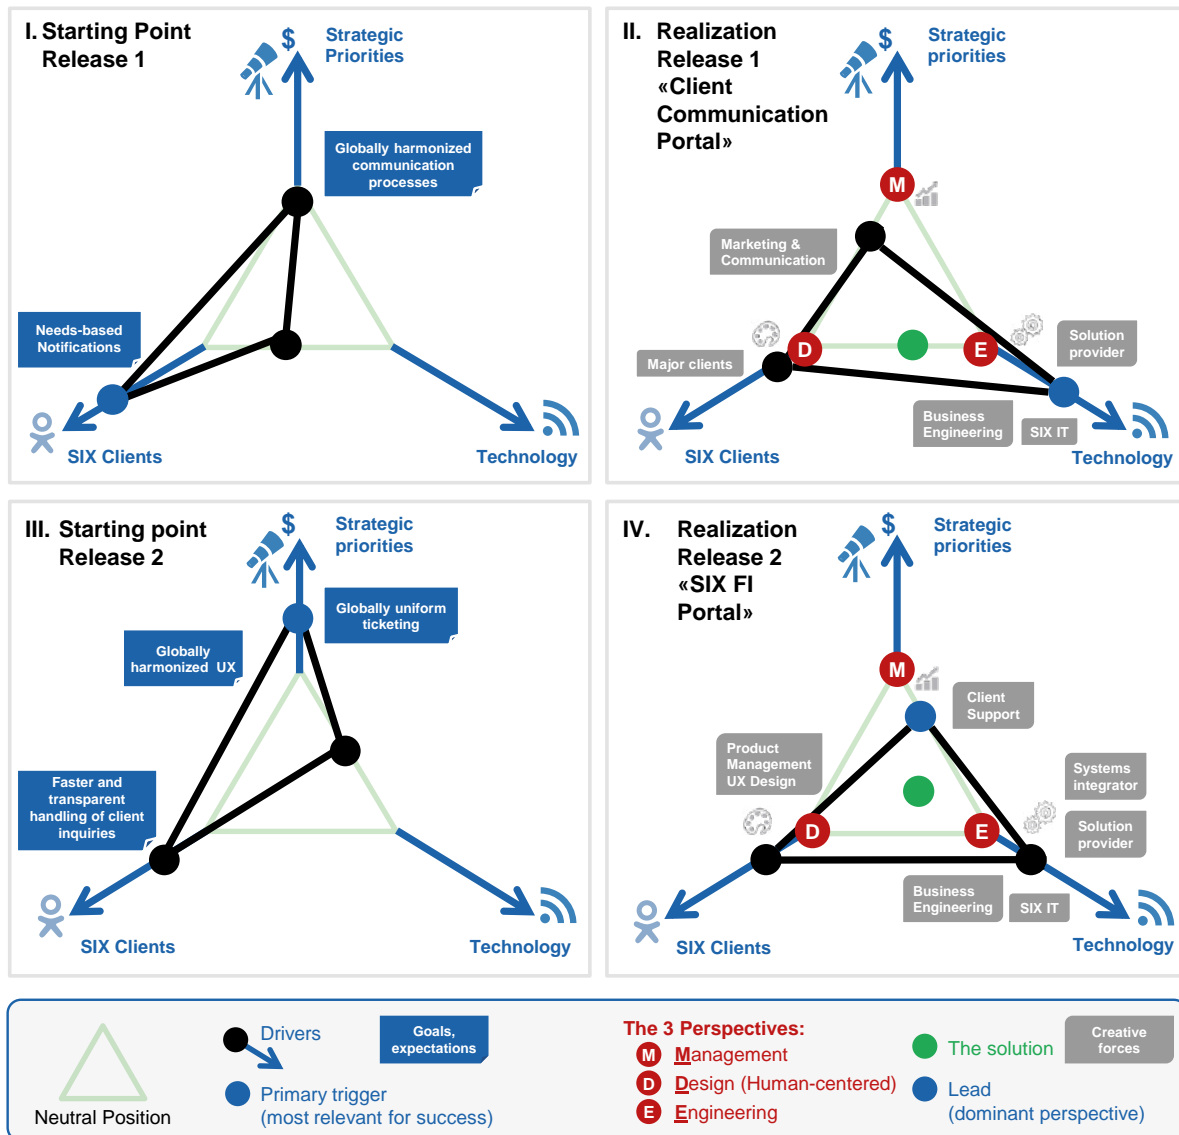 I. Starting Point
Release 1
$
Strategic
Priorities
Globally harmonized
communication
processes
Needs-based
Notifications
SIX Clients
Technology
II. Realization
Release 1
«Client
Communication
Portal»
$
Strategic
priorities
M
Marketing &
Communication
D
E
Solution
provider
Major clients
Business
Engineering
SIX IT
SIX Clients
Technology
III. Starting point
Release 2
$
Strategic
priorities
Globally uniform
ticketing
Globally
harmonized UX
Faster and
transparent
handling of client
inquiries
SIX Clients
Technology
IV. Realization
Release 2
«SIX FI
Portal»
$
Strategic
priorities
M
Client
Support
Product
Management
UX Design
Systems
integrator
D
E
Solution
provider
Business
Engineering
SIX IT
SIX Clients
Technology
Neutral Position
Drivers
Goals,
expectations
Primary trigger
(most relevant for success)
The 3 Perspectives:
M Management
D Design (Human-centered)
E Engineering
The solution
Creative
forces
Lead
(dominant perspective)